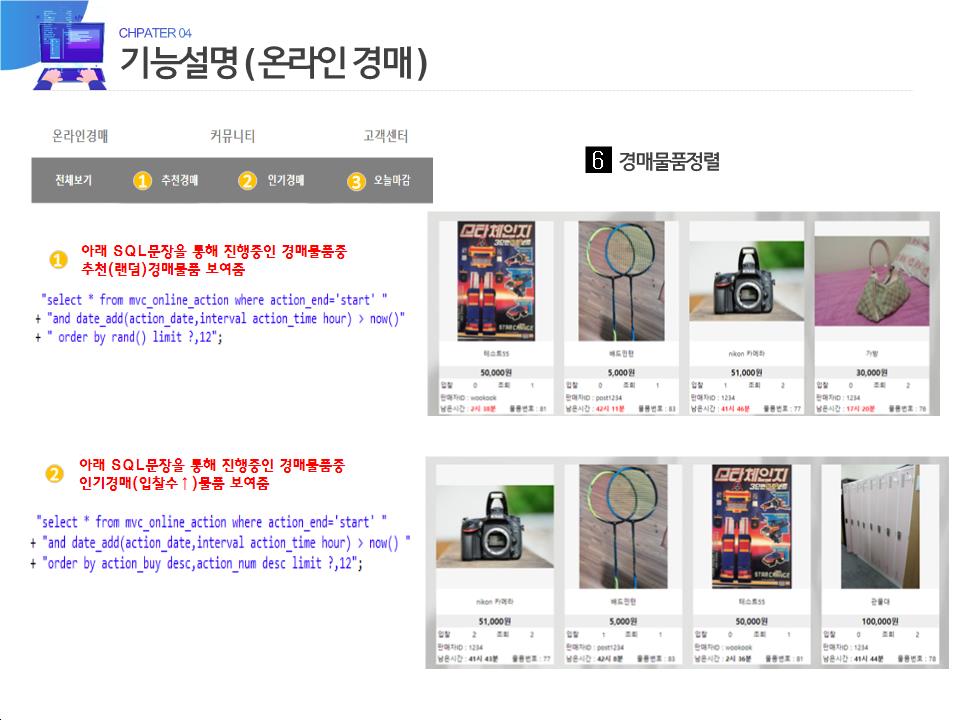 CHPATER 04
기능설명 ( 온라인 경매 )
온라인경매 커뮤니티 고객센터
전체보기 1 추천경매 2 인기경매 3 오늘마감
6 경매물품정렬
1 아래 SQL문장을 통해 진행중인 경매물품중
추천(랜덤)경매물품 보여줌
"select * from mvc_online_action where action_end='start' "
+ "and date_add(action_date,interval action_time hour) > now()"
+ " order by rand() limit ?,12";
모타체인지
STAR CHANGE
테스트55 배드민턴 nikon 카메라 가방
50,000원 5,000원 51,000원 30,000원
입찰 0 조회 1 입찰 0 조회 1 입찰 1 조회 2 입찰 0 조회 2
판매자ID : wookook 판매자ID : post1234 판매자ID : 1234 판매자ID : 1234
남은시간 : 2시 38분 물품번호 : 81 남은시간 : 42시 11분 물품번호 : 83 남은시간 : 41시 46분 물품번호 : 77 남은시간 : 17시 20분 물품번호 : 76
2 아래 SQL문장을 통해 진행중인 경매물품중
인기경매(입찰수↑)물품 보여줌
"select * from mvc_online_action where action_end='start' "
+ "and date_add(action_date,interval action_time hour) > now() "
+ "order by action_buy desc,action_num desc limit ?,12";
모타체인지
STAR CHANGE
nikon 카메라 배드민턴 테스트55 관물대
51,000원 5,000원 50,000원 100,000원
입찰 2 조회 2 입찰 1 조회 1 입찰 0 조회 1 입찰 0 조회 2
판매자ID : 1234 판매자ID : post1234 판매자ID : wookook 판매자ID : 1234
남은시간 : 41시 43분 물품번호 : 77 남은시간 : 42시 8분 물품번호 : 83 남은시간 : 2시 36분 물품번호 : 81 남은시간 : 41시 44분 물품번호 : 78